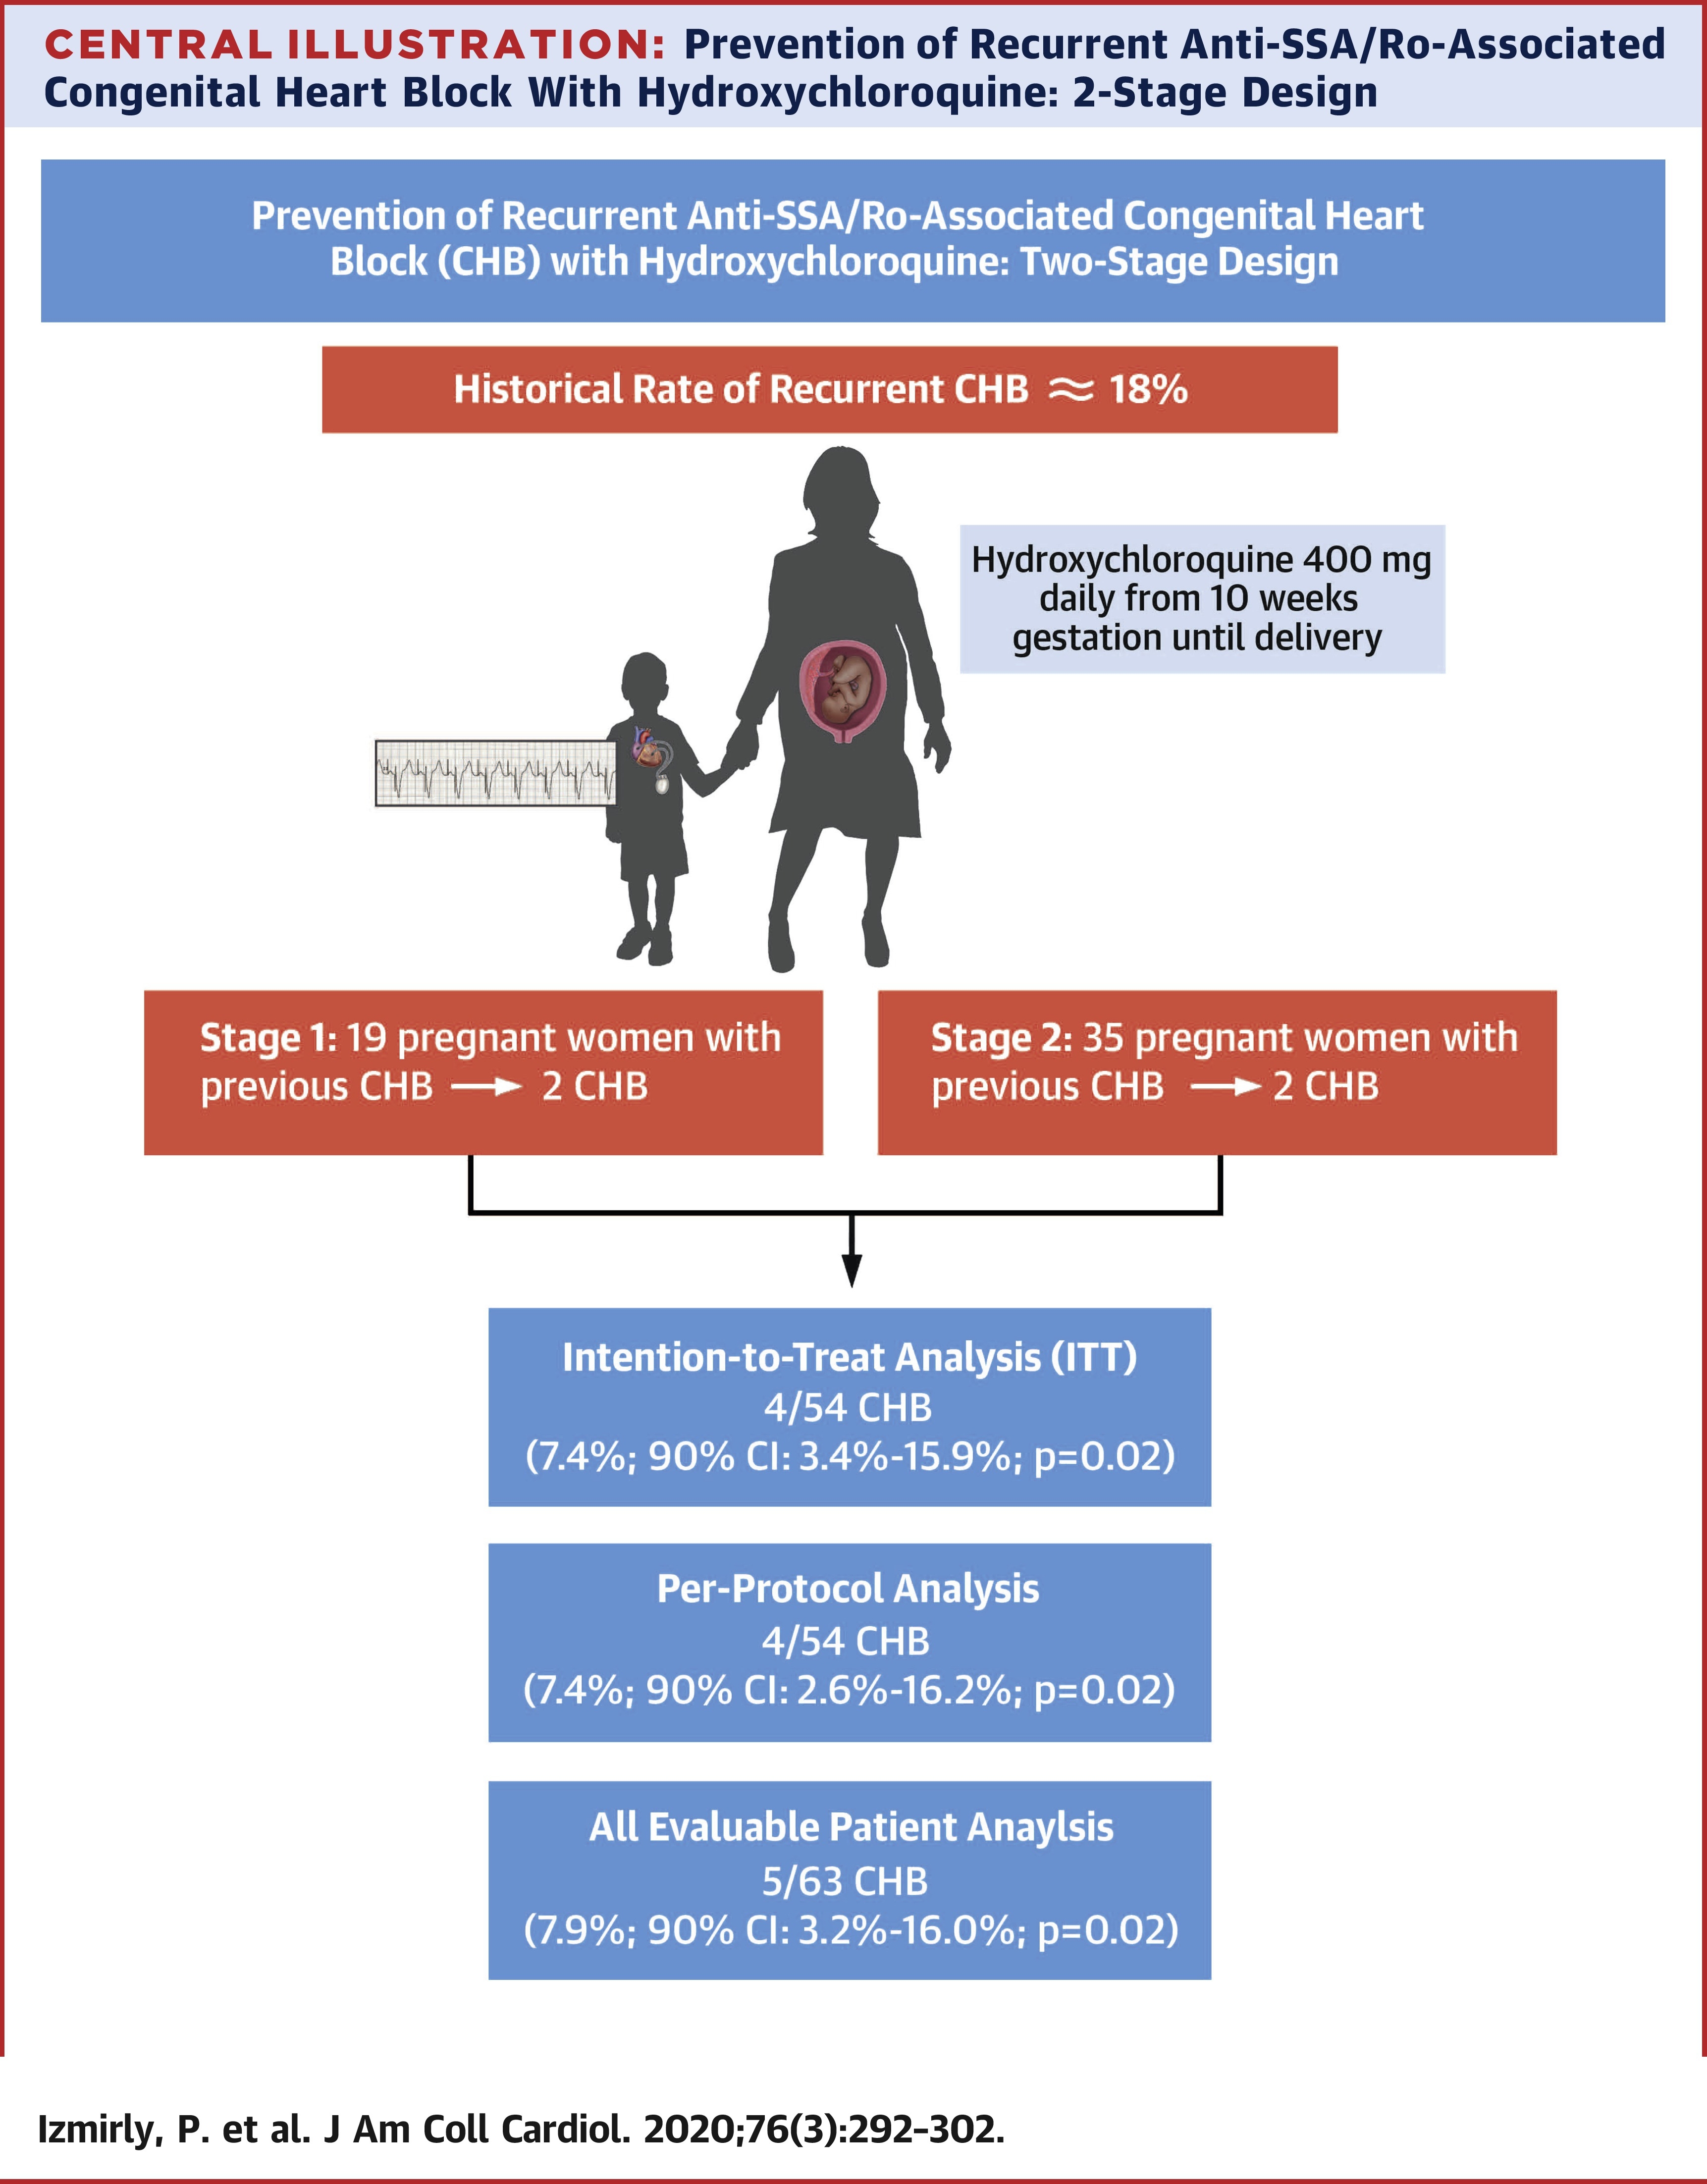 CENTRAL ILLUSTRATION: Prevention of Recurrent Anti-SSA/Ro-Associated
Congenital Heart Block With Hydroxychloroquine: 2-Stage Design
Prevention of Recurrent Anti-SSA/Ro-Associated Congenital Heart
Block (CHB) with Hydroxychloroquine: Two-Stage Design
Historical Rate of Recurrent CHB ≈ 18%
Hydroxychloroquine 400 mg
daily from 10 weeks
gestation until delivery
Stage 1: 19 pregnant women with
previous CHB → 2 CHB
Stage 2: 35 pregnant women with
previous CHB → 2 CHB
Intention-to-Treat Analysis (ITT)
4/54 CHB
(7.4%; 90% CI: 3.4%-15.9%; p=0.02)
Per-Protocol Analysis
4/54 CHB
(7.4%; 90% CI: 2.6%-16.2%; p=0.02)
All Evaluable Patient Anaylsis
5/63 CHB
(7.9%; 90% CI: 3.2%-16.0%; p=0.02)
Izmirly, P. et al. J Am Coll Cardiol. 2020;76(3):292–302.